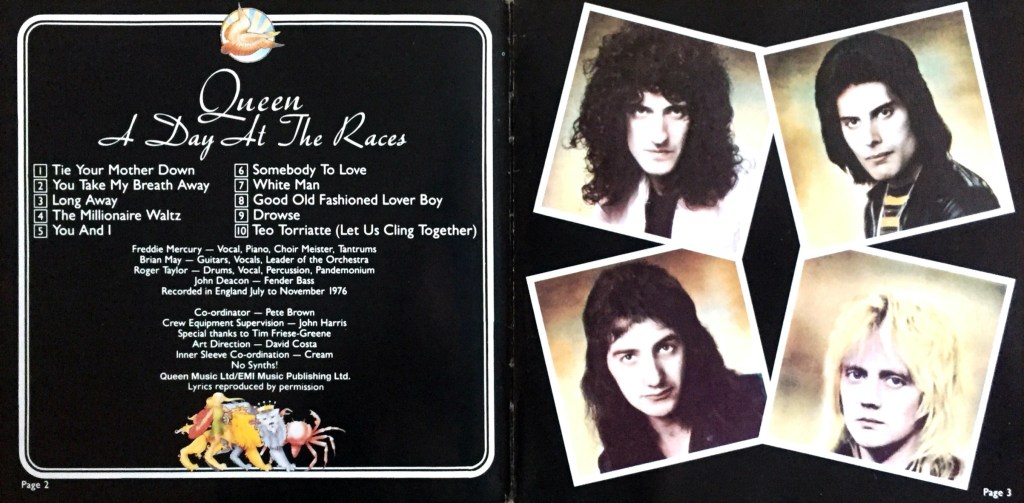 Queen
A Day At The Races
1 Tie Your Mother Down
2 You Take My Breath Away
3 Long Away
4 The Millionaire Waltz
5 You And I
6 Somebody To Love
7 White Man
8 Good Old Fashioned Lover Boy
9 Drowse
10 Teo Torriatte (Let Us Cling Together)
Freddie Mercury — Vocal, Piano, Choir Meister, Tantrums
Brian May — Guitars, Vocals, Leader of the Orchestra
Roger Taylor — Drums, Vocal, Percussion, Pandemonium
John Deacon — Fender Bass
Recorded in England July to November 1976
Co-ordinator — Pete Brown
Crew Equipment Supervision — John Harris
Special thanks to Tim Friese-Greene
Art Direction — David Costa
Inner Sleeve Co-ordination — Cream
No Synths!
Queen Music Ltd/EMI Music Publishing Ltd.
Lyrics reproduced by permission
Page 2
Page 3